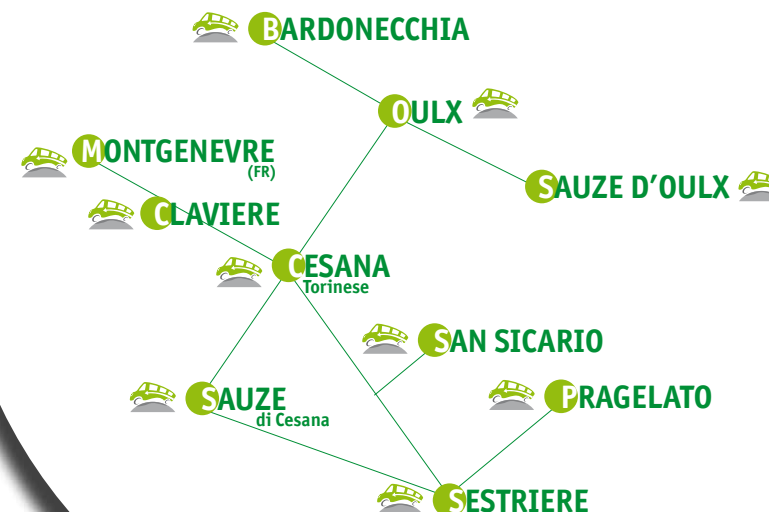 BARDONECCHIA
OULX
MONTGENEVRE
(FR)
SAUZE D'OULX
CLAVIERE
CESANA
Torinese
SAN SICARIO
SAUZE
di Cesana
PRAGELATO
SESTRIERE